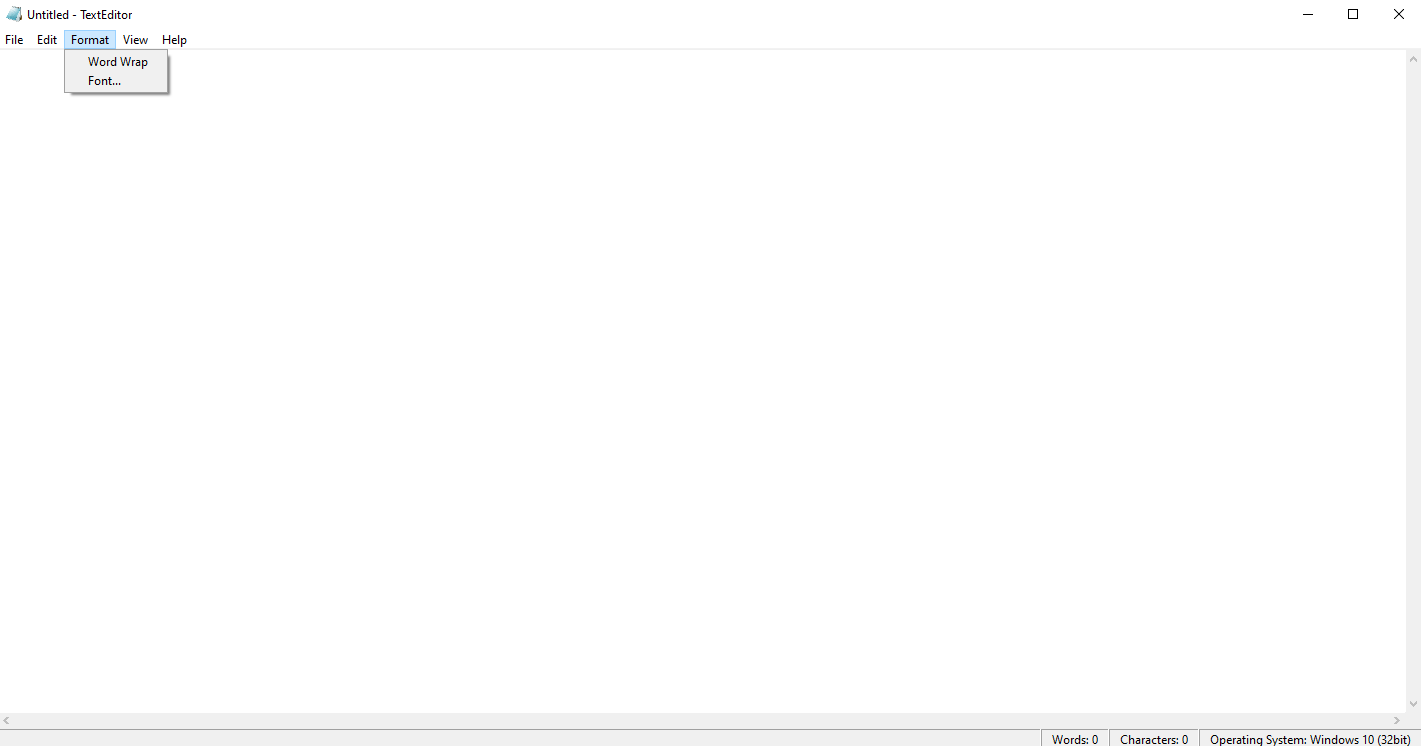 Untitled - TextEditor
File Edit Format View Help
Word Wrap
Font...
Words: 0 Characters: 0 Operating System: Windows 10 (32bit)